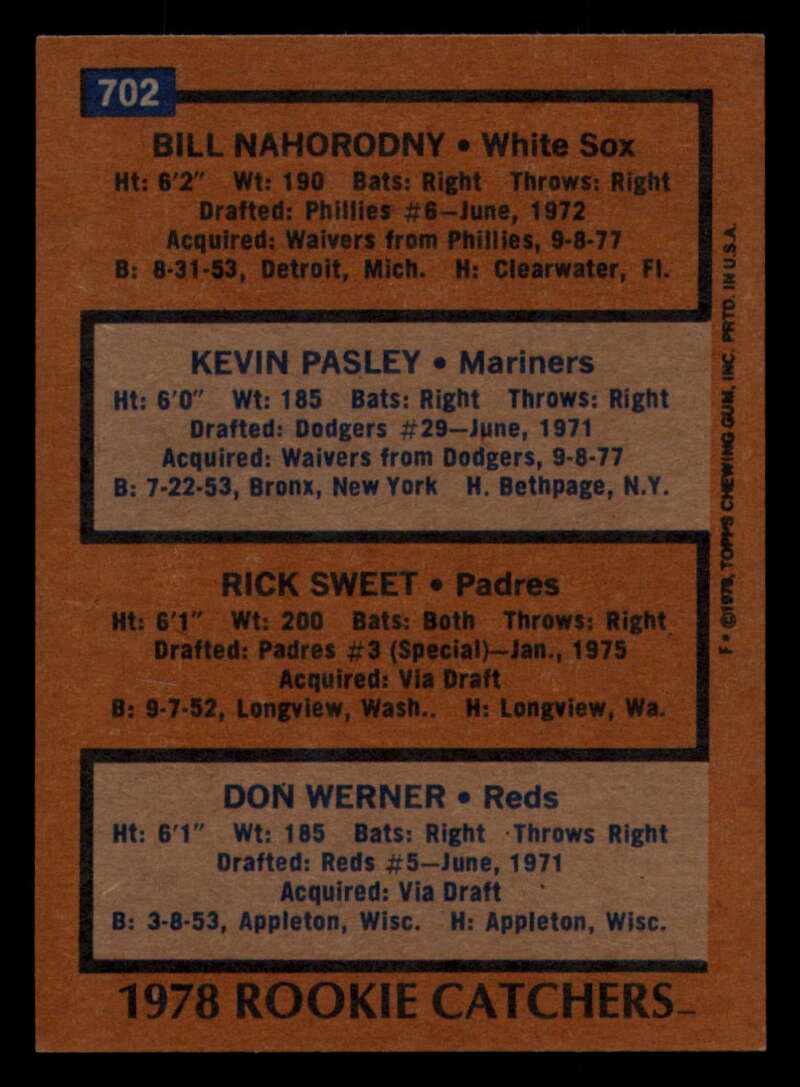 702
BILL NAHORODNY • White Sox
Ht: 6'2" Wt: 190 Bats: Right Throws: Right
Drafted: Phillies #6—June, 1972
Acquired: Waivers from Phillies, 9-8-77
B: 8-31-53, Detroit, Mich. H: Clearwater, Fl.
KEVIN PASLEY • Mariners
Ht: 6'0" Wt: 185 Bats: Right Throws: Right
Drafted: Dodgers #29—June, 1971
Acquired: Waivers from Dodgers, 9-8-77
B: 7-22-53, Bronx, New York H. Bethpage, N.Y.
RICK SWEET • Padres
Ht: 6'1" Wt: 200 Bats: Both Throws: Right
Drafted: Padres #3 (Special)—Jan., 1975
Acquired: Via Draft
B: 9-7-52, Longview, Wash.. H: Longview, Wa.
DON WERNER • Reds
Ht: 6'1" Wt: 185 Bats: Right Throws Right
Drafted: Reds #5—June, 1971
Acquired: Via Draft
B: 3-8-53, Appleton, Wisc. H: Appleton, Wisc.
1978 ROOKIE CATCHERS
F* ©1978, TOPPS CHEWING GUM, INC. PRTD. IN U.S.A.